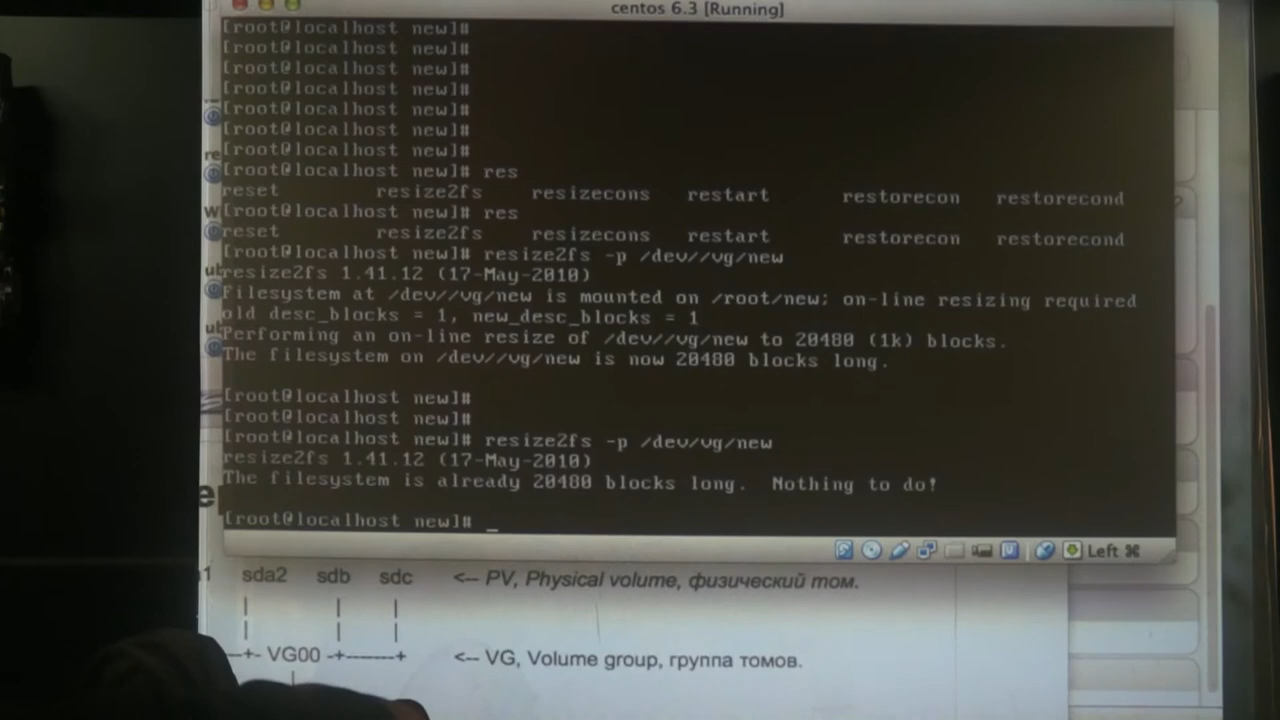 centos 6.3 [Running]
[root@localhost new]#
[root@localhost new]#
[root@localhost new]#
[root@localhost new]#
[root@localhost new]#
[root@localhost new]#
[root@localhost new]#
[root@localhost new]# res
reset resize2fs resizecons restart restorecon restorecond
[root@localhost new]# res
reset resize2fs resizecons restart restorecon restorecond
[root@localhost new]# resize2fs -p /dev//vg/new
resize2fs 1.41.12 (17-May-2010)
Filesystem at /dev//vg/new is mounted on /root/new; on-line resizing required
old desc_blocks = 1, new_desc_blocks = 1
Performing an on-line resize of /dev//vg/new to 20480 (1k) blocks.
The filesystem on /dev//vg/new is now 20480 blocks long.
[root@localhost new]#
[root@localhost new]#
[root@localhost new]# resize2fs -p /dev/vg/new
resize2fs 1.41.12 (17-May-2010)
The filesystem is already 20480 blocks long. Nothing to do!
[root@localhost new]# _
Left ⌘
sda2 sdb sdc <-- PV, Physical volume, физический том.
| | |
| | |
--+- VG00 -+------+ <-- VG, Volume group, группа томов.
|